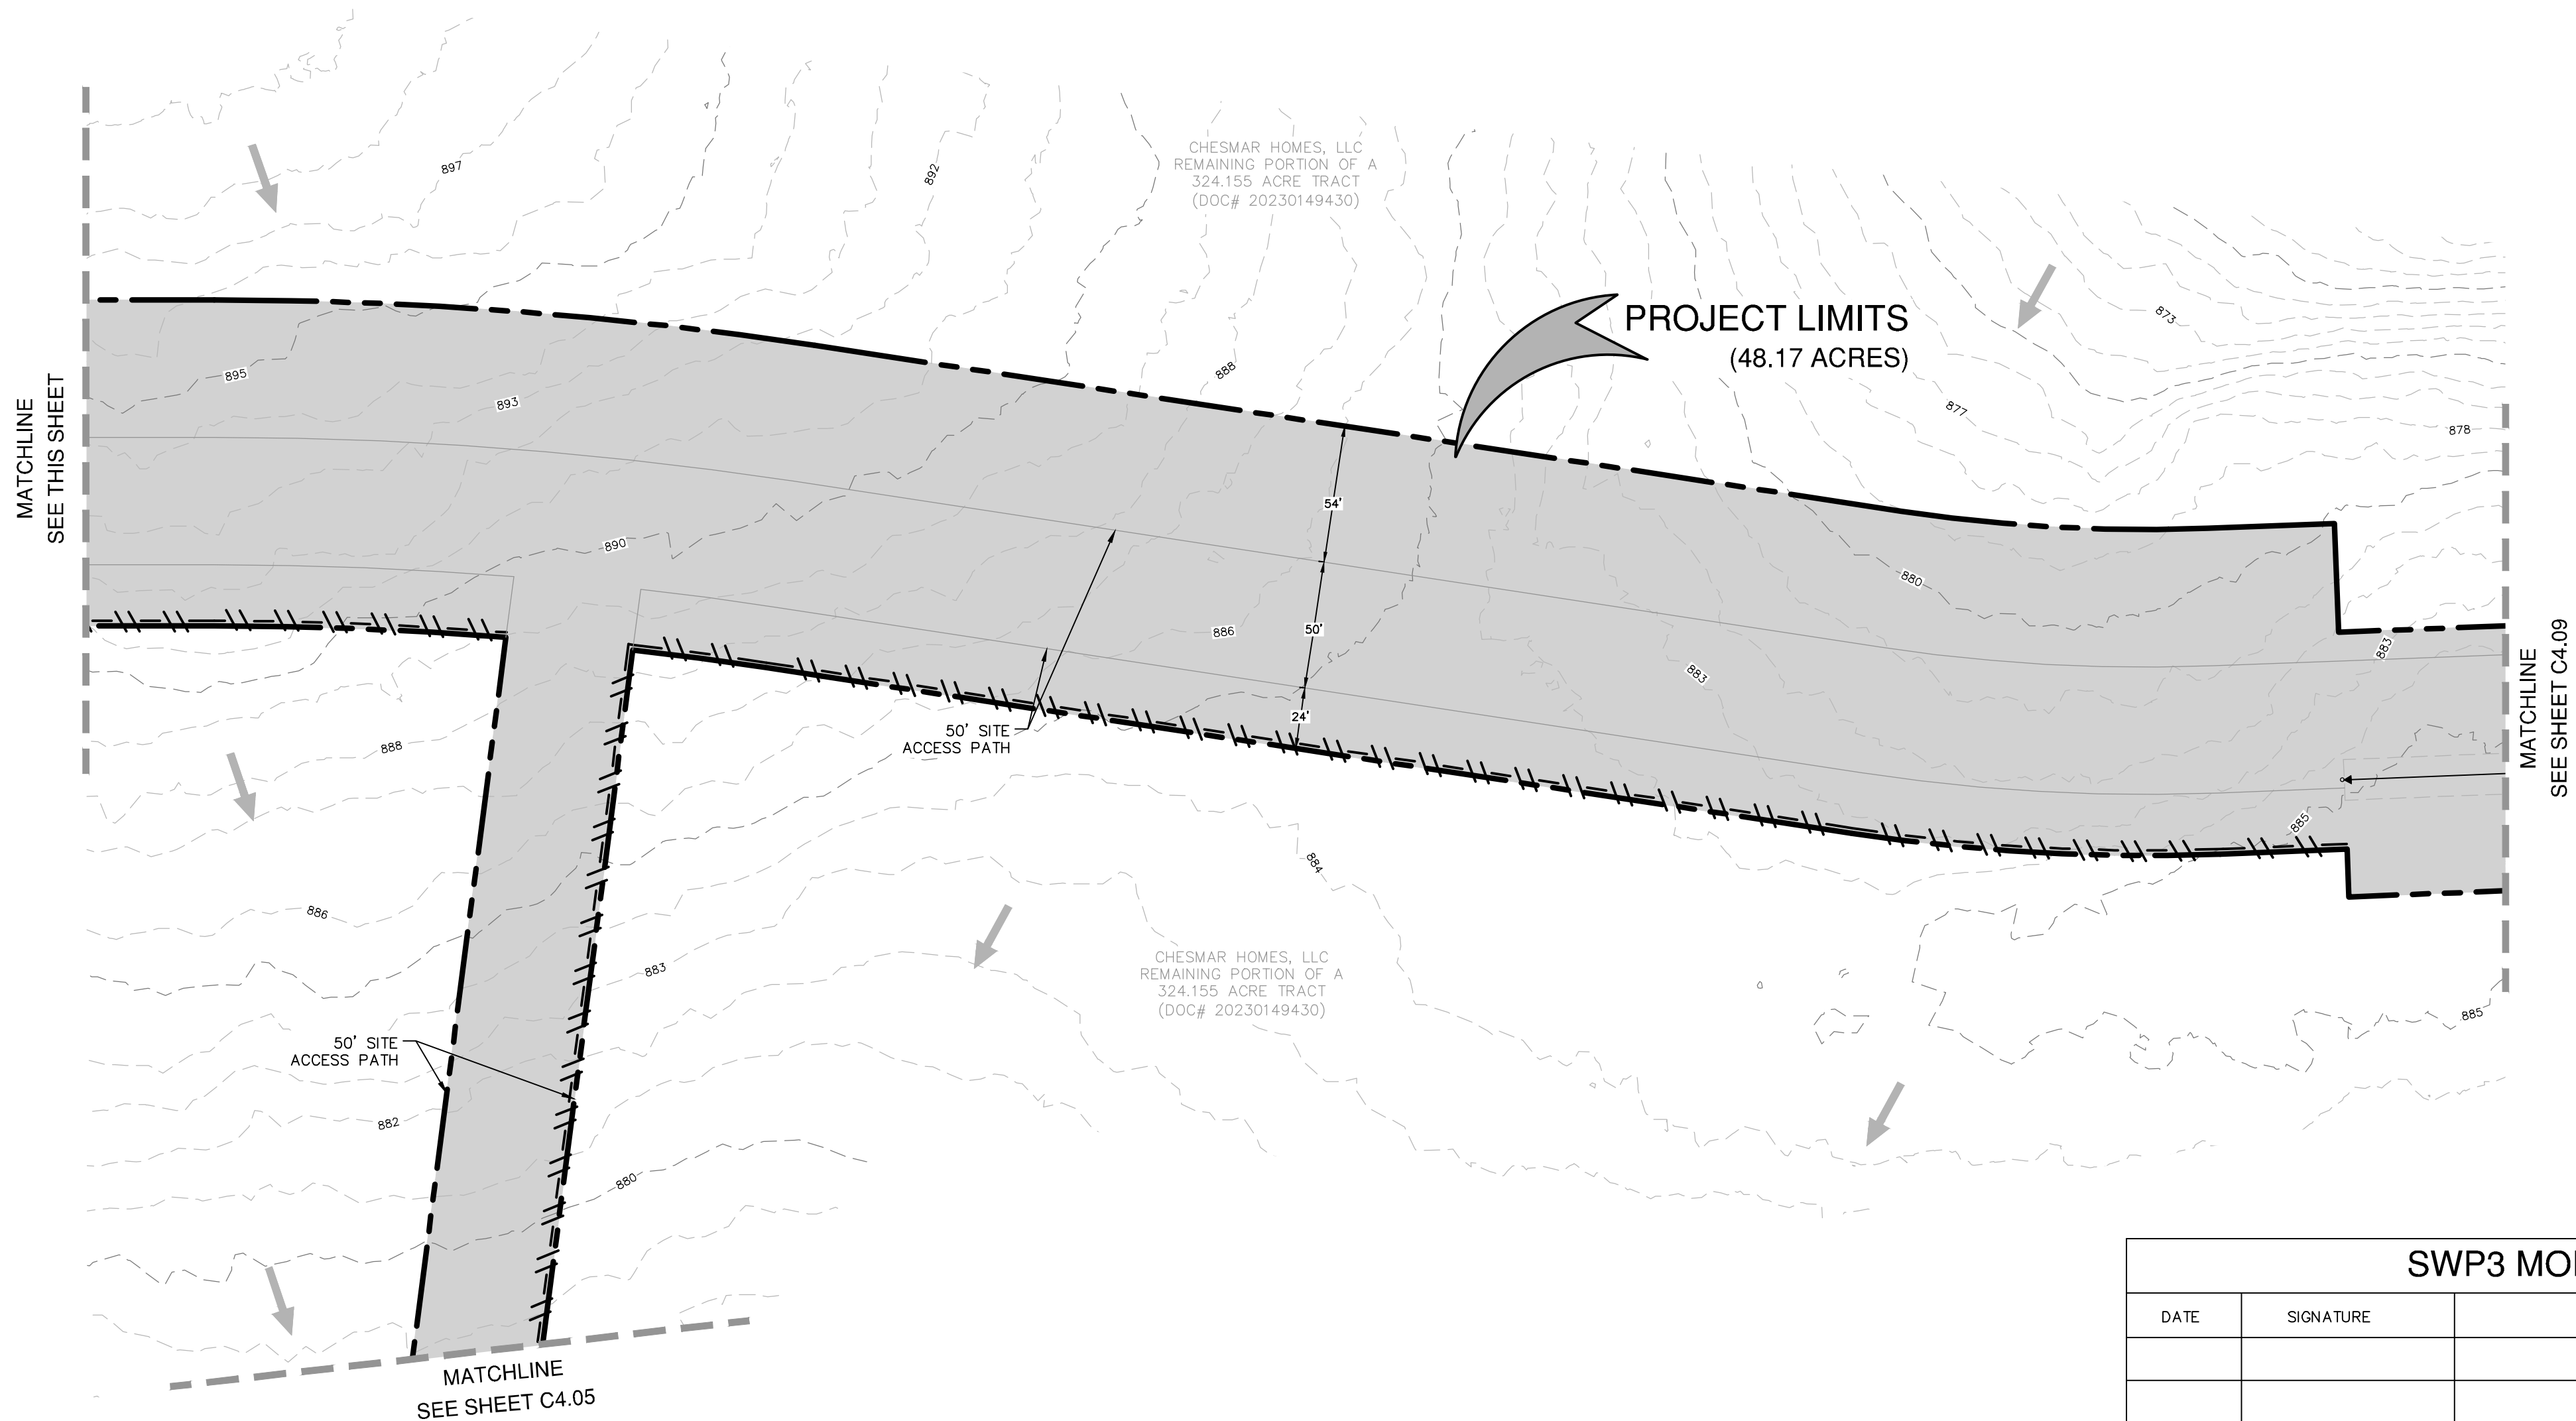 CHESMAR HOMES, LLC
REMAINING PORTION OF A
324.155 ACRE TRACT
(DOC# 20230149430)
897
892
PROJECT LIMITS
(48.17 ACRES)
873
895
893
888
877
878
MATCHLINE
SEE THIS SHEET
54'
890
880
50'
886
883
883
24'
50' SITE
ACCESS PATH
MATCHLINE
SEE SHEET C4.09
888
885
884
886
CHESMAR HOMES, LLC
REMAINING PORTION OF A
324.155 ACRE TRACT
(DOC# 20230149430)
883
885
50' SITE
ACCESS PATH
882
880
MATCHLINE
SEE SHEET C4.05
DATE
SIGNATURE